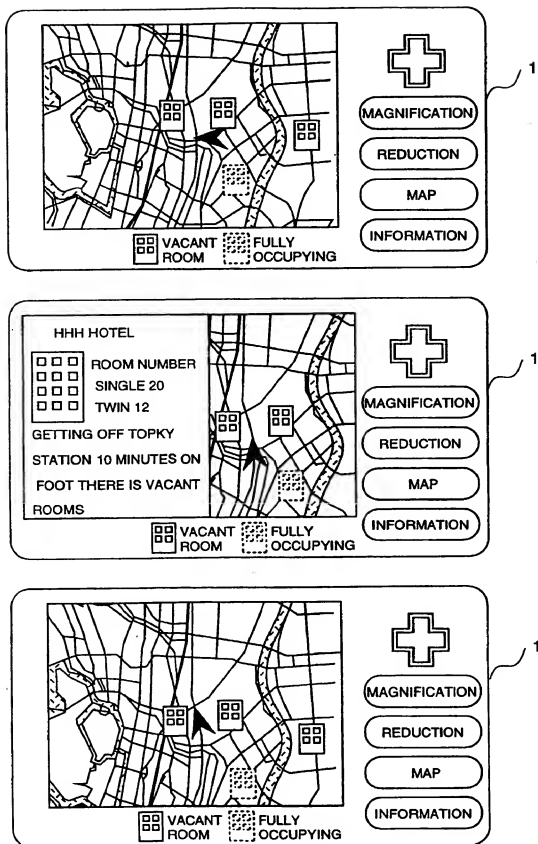 1
MAGNIFICATION
REDUCTION
MAP
INFORMATION
VACANT ROOM
FULLY OCCUPYING
HHH HOTEL
ROOM NUMBER
SINGLE 20
TWIN 12
GETTING OFF TOPKY
STATION 10 MINUTES ON
FOOT THERE IS VACANT
ROOMS
1
MAGNIFICATION
REDUCTION
MAP
INFORMATION
VACANT ROOM
FULLY OCCUPYING
1
MAGNIFICATION
REDUCTION
MAP
INFORMATION
VACANT ROOM
FULLY OCCUPYING